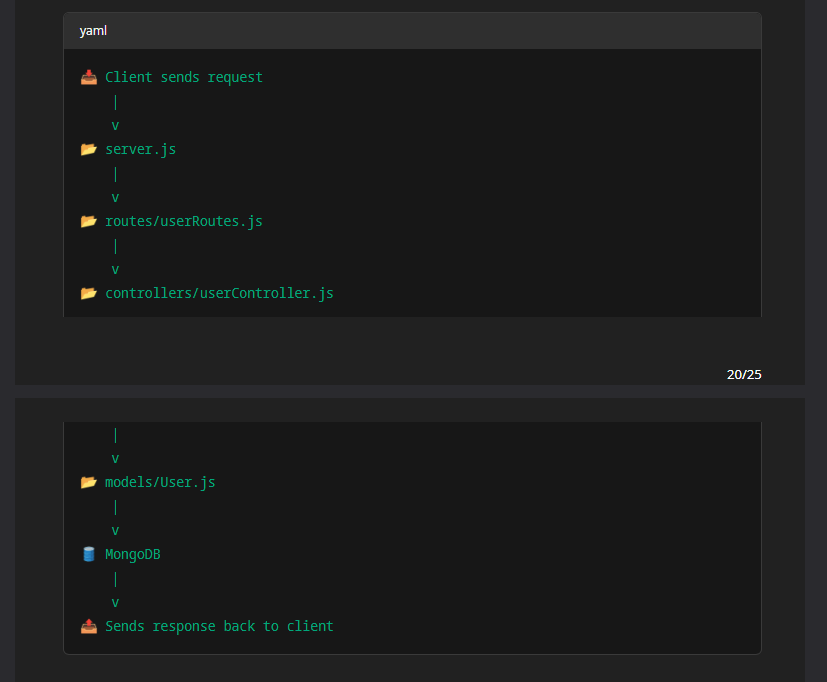 yaml
📥 Client sends request
|
v
📂 server.js
|
v
📂 routes/userRoutes.js
|
v
📂 controllers/userController.js
20/25
|
v
📂 models/User.js
|
v
🛢️ MongoDB
|
v
📤 Sends response back to client